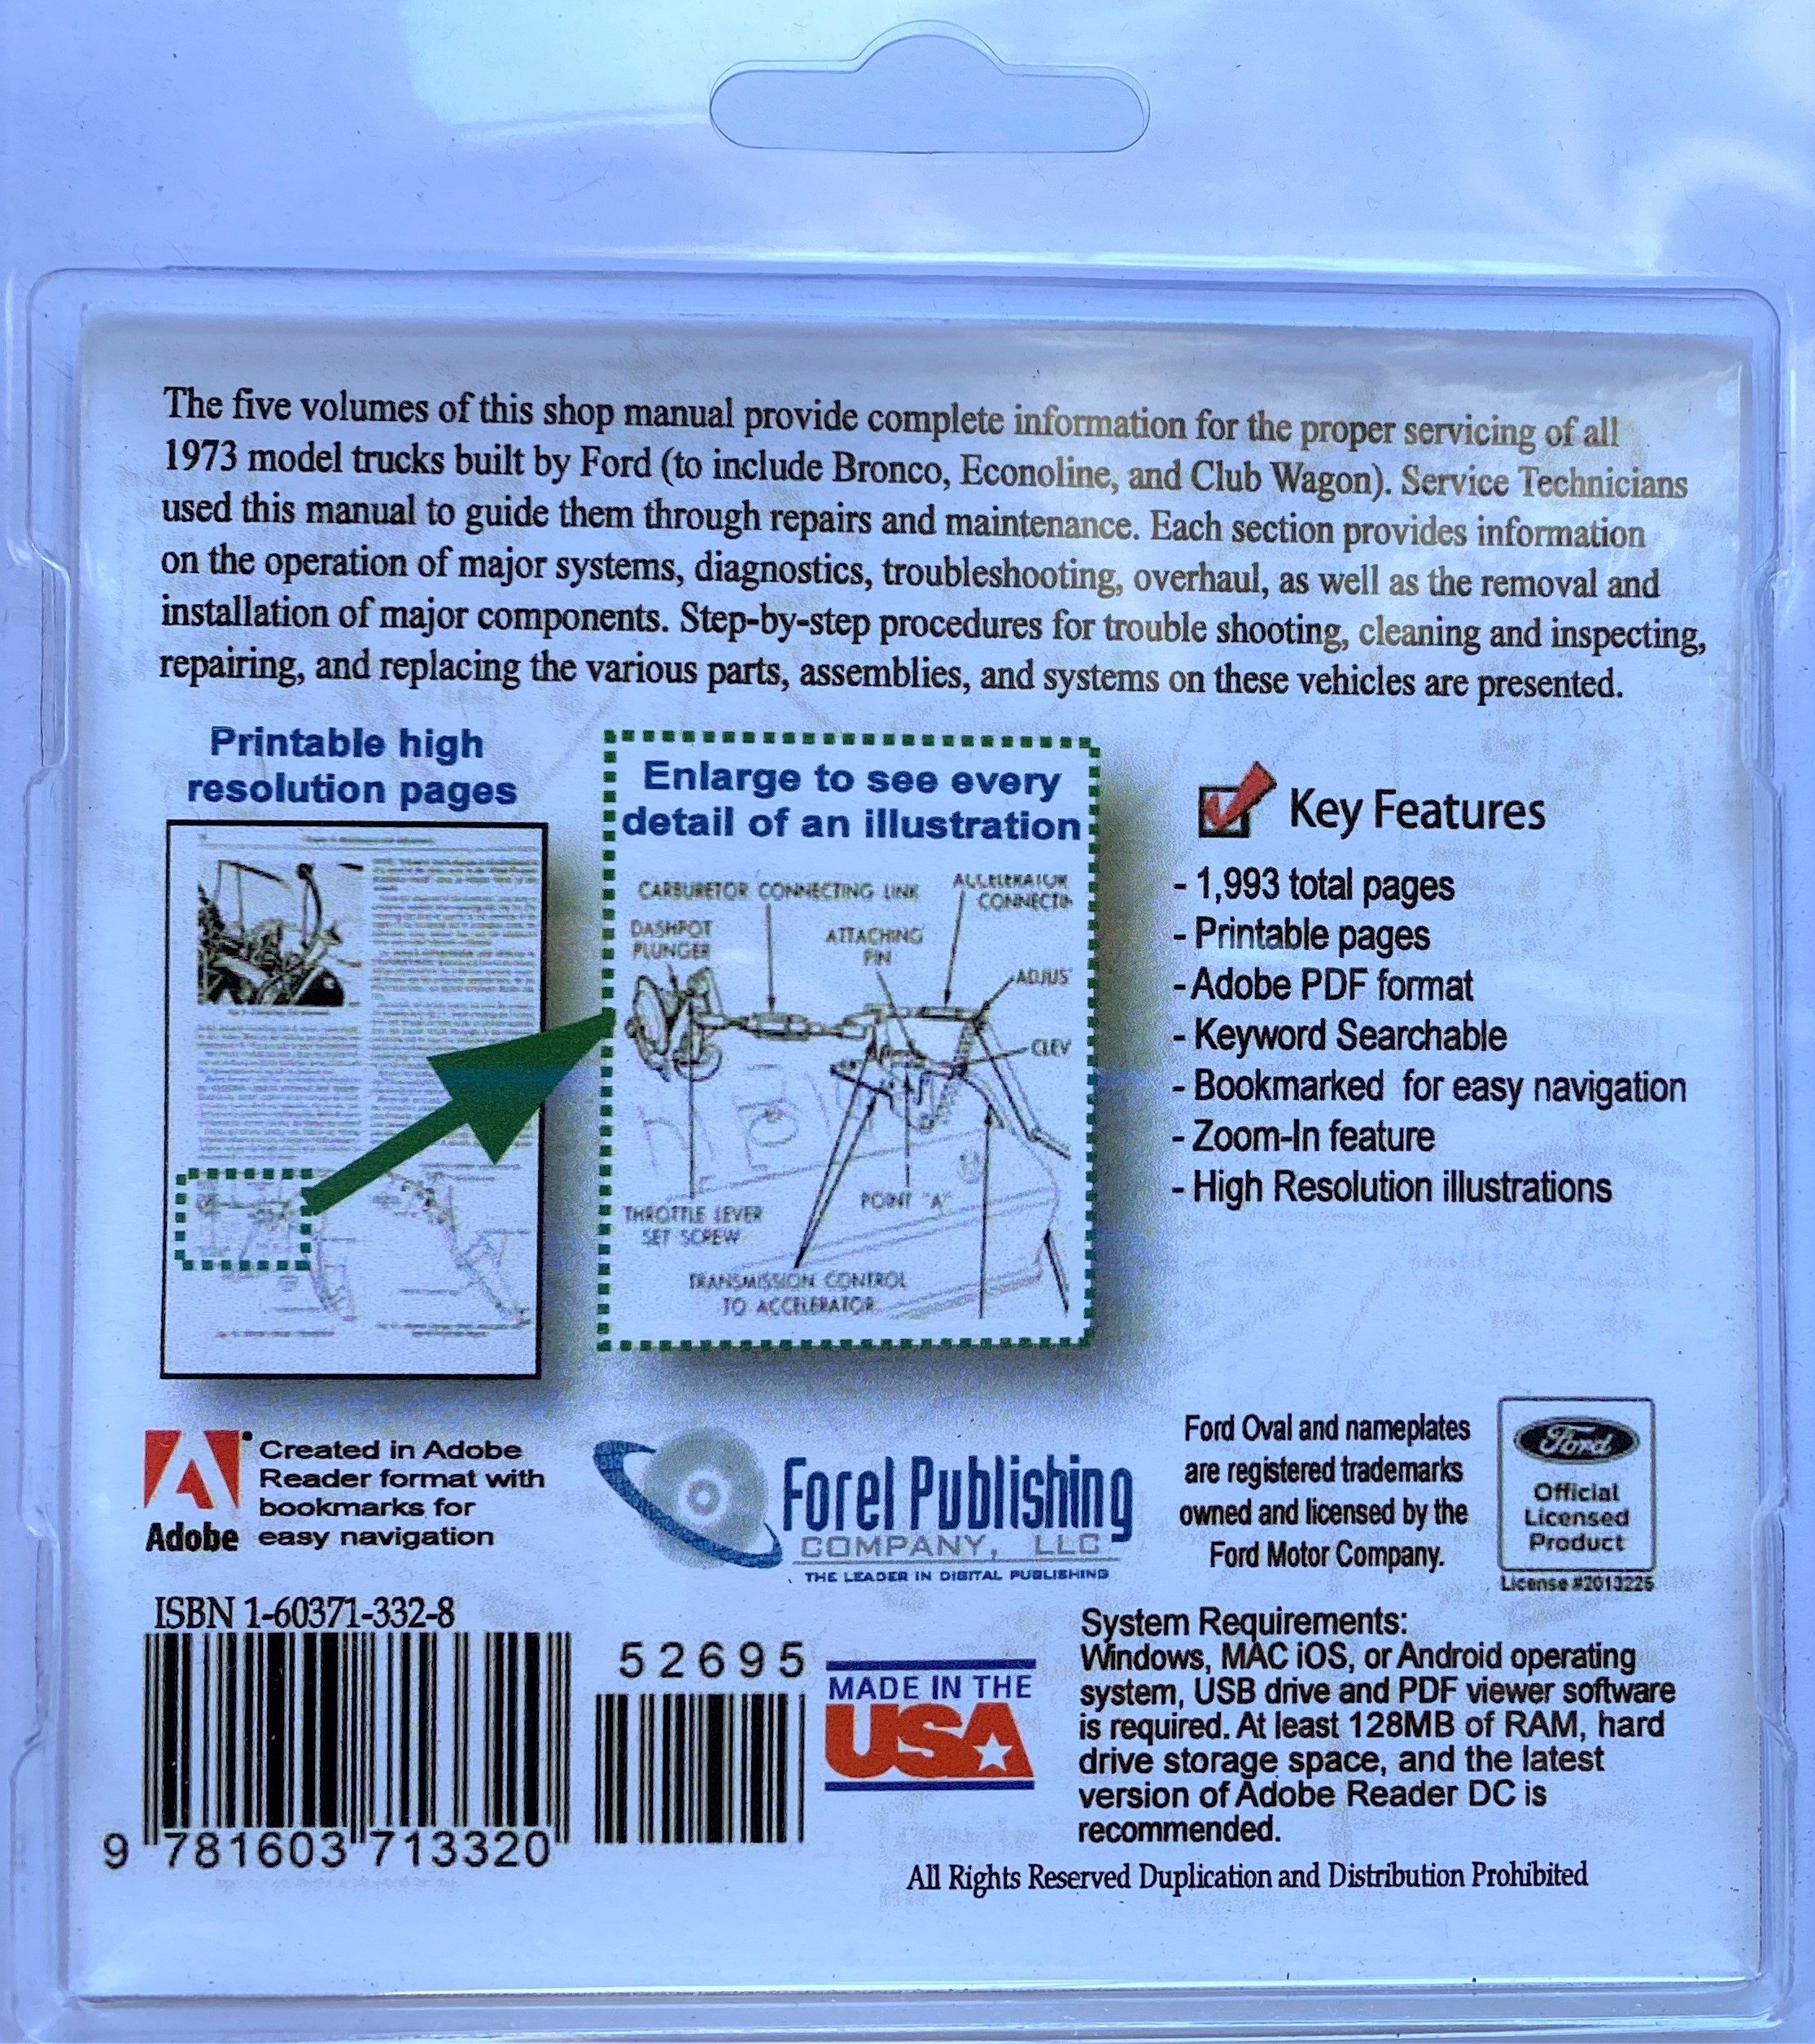 The five volumes of this shop manual provide complete information for the proper servicing of all
1973 model trucks built by Ford (to include Bronco, Econoline, and Club Wagon). Service Technicians
used this manual to guide them through repairs and maintenance. Each section provides information
on the operation of major systems, diagnostics, troubleshooting, overhaul, as well as the removal and
installation of major components. Step-by-step procedures for trouble shooting, cleaning and inspecting,
repairing, and replacing the various parts, assemblies, and systems on these vehicles are presented.
Printable high
resolution pages
Enlarge to see every
detail of an illustration
CARBURETOR CONNECTING LINK
ACCELERATOR
CONNECTIN
DASHPOT
PLUNGER
ATTACHING
PIN
ADJUS
CLEV
POINT "A"
THROTTLE LEVER
SET SCREW
TRANSMISSION CONTROL
TO ACCELERATOR
Key Features
- 1,993 total pages
- Printable pages
- Adobe PDF format
- Keyword Searchable
- Bookmarked for easy navigation
- Zoom-In feature
- High Resolution illustrations
Adobe
Created in Adobe
Reader format with
bookmarks for
easy navigation
Forel Publishing
COMPANY, LLC
THE LEADER IN DIGITAL PUBLISHING
Ford Oval and nameplates
are registered trademarks
owned and licensed by the
Ford Motor Company.
Ford
Official
Licensed
Product
License #2013225
ISBN 1-60371-332-8
9 781603 713320
52695
MADE IN THE
USA
System Requirements:
Windows, MAC iOS, or Android operating
system, USB drive and PDF viewer software
is required. At least 128MB of RAM, hard
drive storage space, and the latest
version of Adobe Reader DC is
recommended.
All Rights Reserved Duplication and Distribution Prohibited